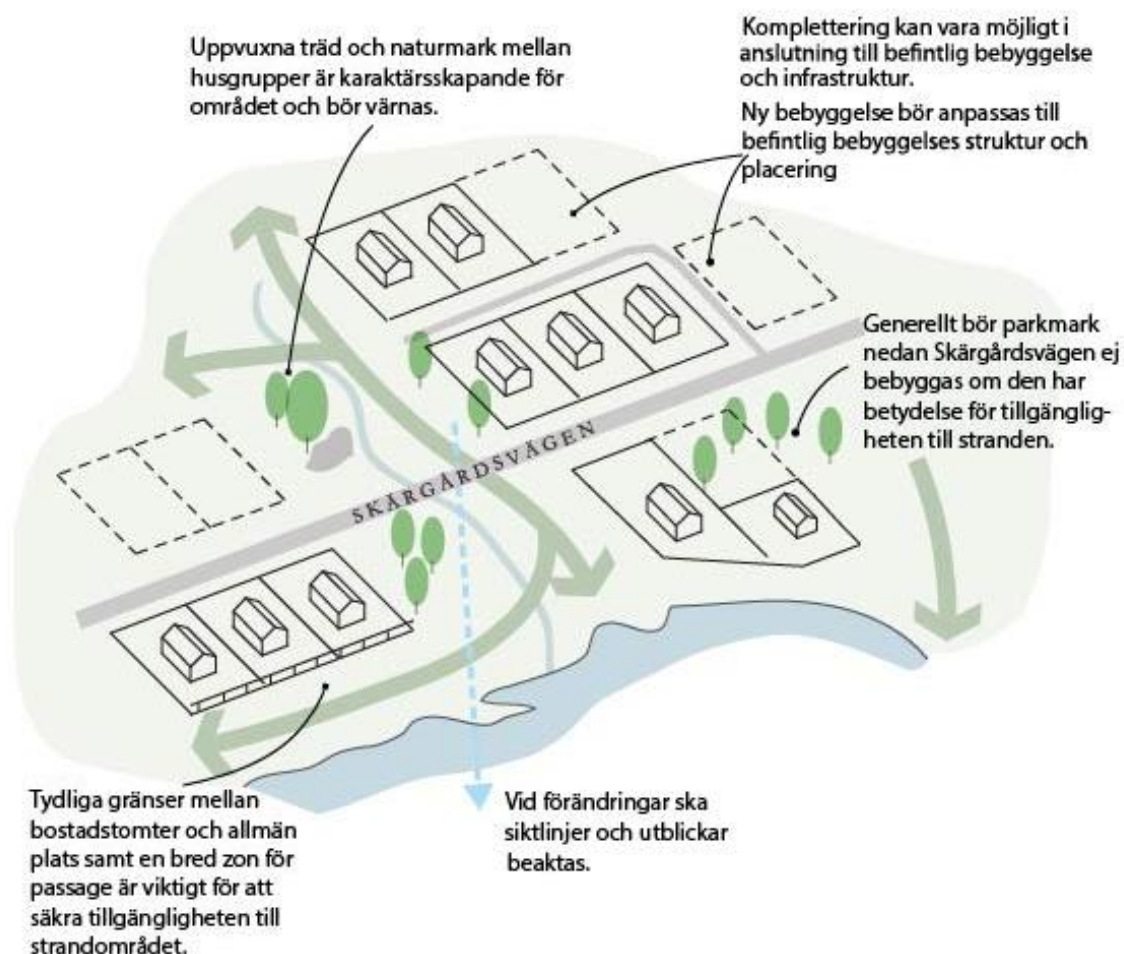 Uppvuxna träd och naturmark mellan
husgrupper är karaktärsskapande för
området och bör värnas.
Komplettering kan vara möjligt i
anslutning till befintlig bebyggelse
och infrastruktur.
Ny bebyggelse bör anpassas till
befintlig bebyggelses struktur och
placering
Generellt bör parkmark
nedan Skärgårdsvägen ej
bebyggas om den har
betydelse för tillgänglig-
heten till stranden.
SKÄRGÅRDSVÄGEN
Tydliga gränser mellan
bostadstomter och allmän
plats samt en bred zon för
passage är viktigt för att
säkra tillgängligheten till
strandområdet.
Vid förändringar ska
siktlinjer och utblickar
beaktas.